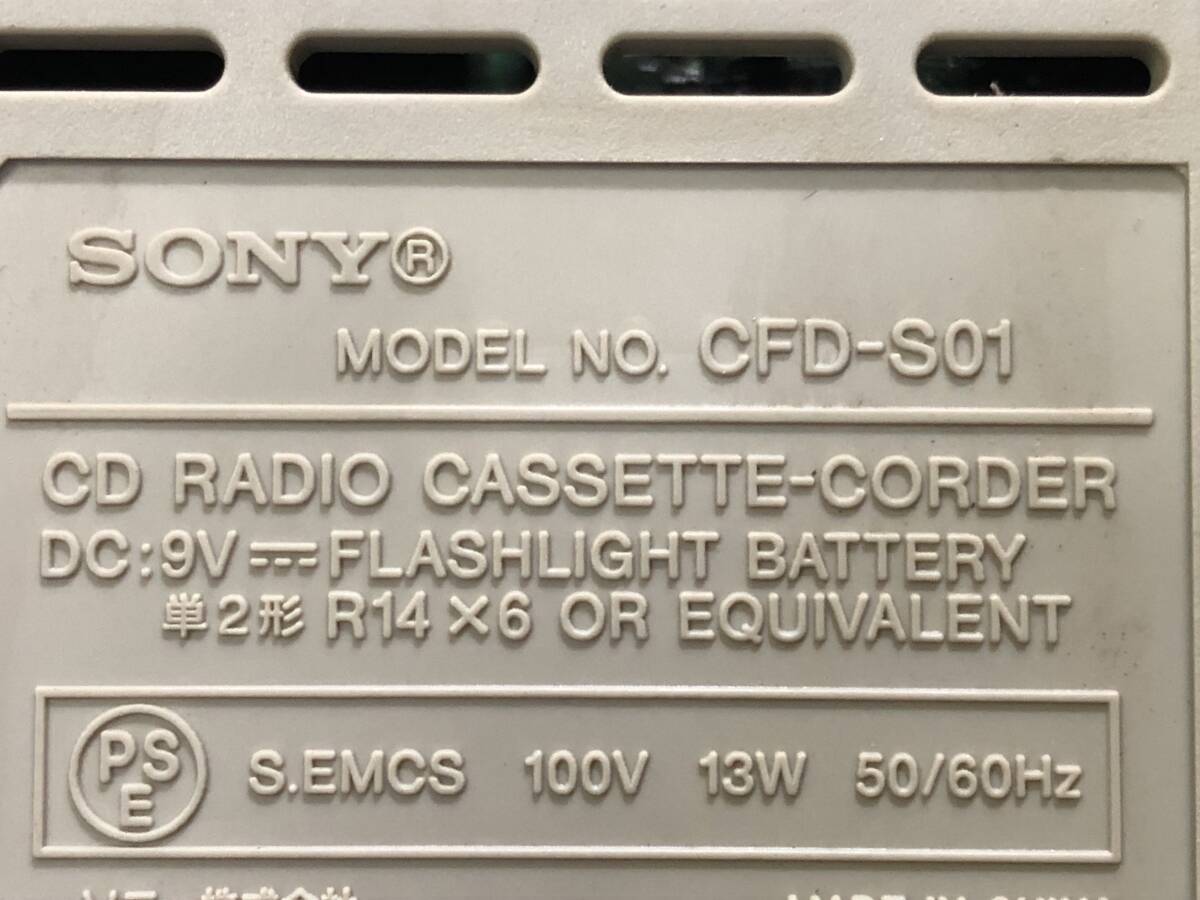 SONY®
MODEL NO. CFD-S01
CD RADIO CASSETTE-CORDER
DC:9V⎓FLASHLIGHT BATTERY
単2形 R14×6 OR EQUIVALENT
PSE S.EMCS 100V 13W 50/60Hz